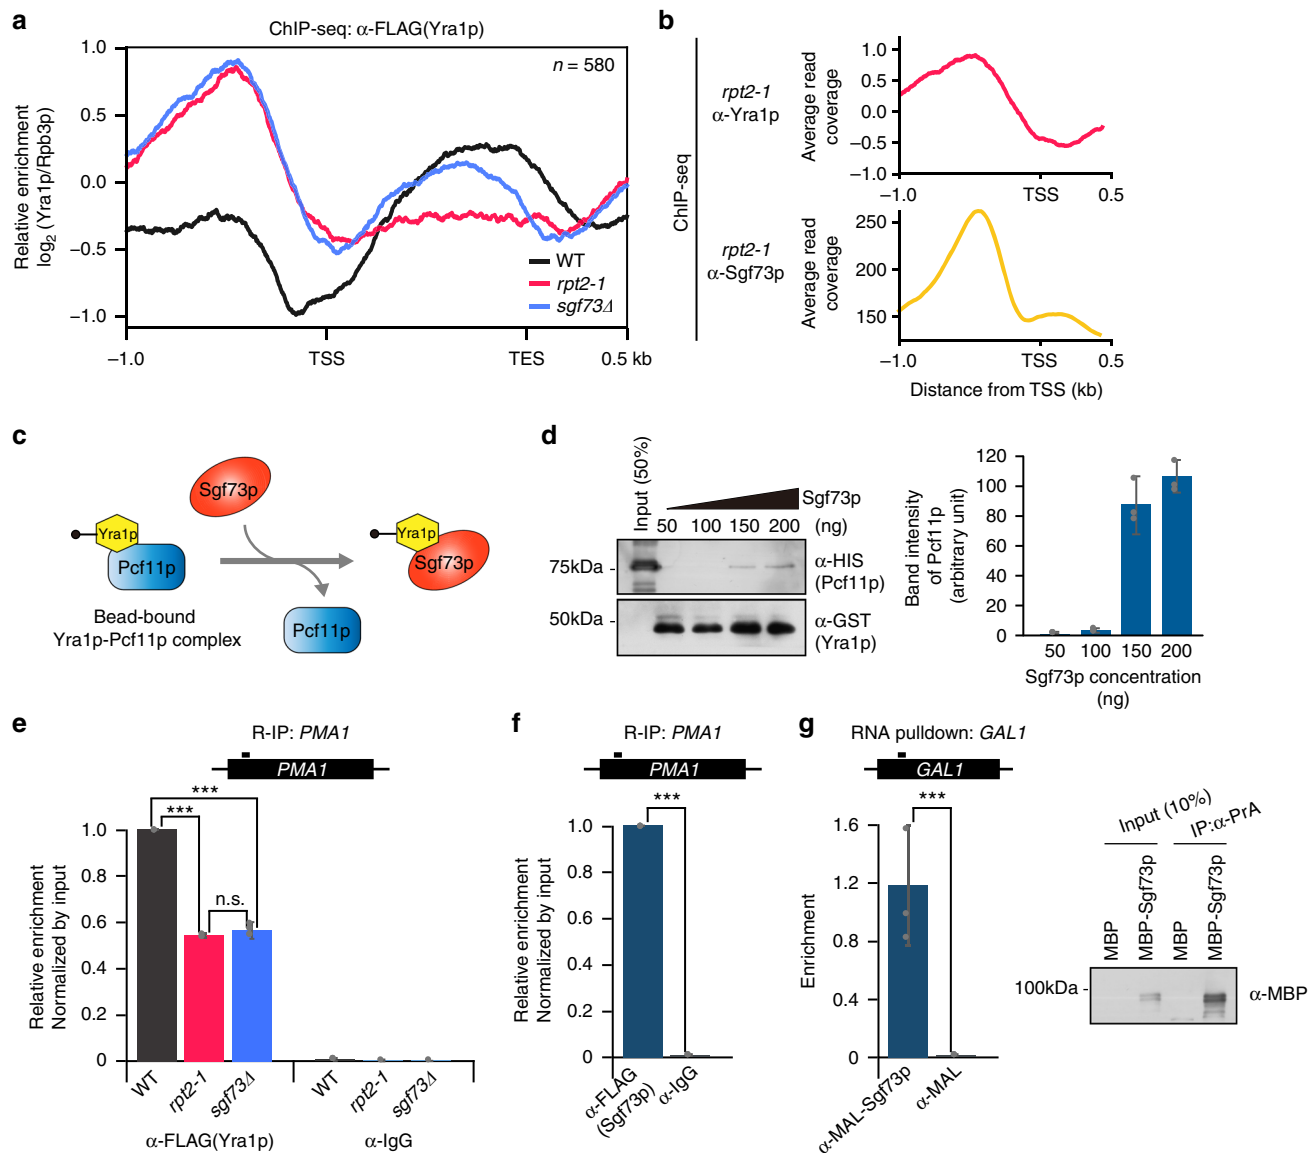 a
ChIP-seq: α-FLAG(Yra1p)
n = 580
Relative enrichment
log2 (Yra1p/Rpb3p)
1.0
0.5
0.0
−0.5
−1.0
WT
rpt2-1
sgf73Δ
−1.0
TSS
TES
0.5 kb
b
ChIP-seq
rpt2-1
α-Yra1p
Average read
coverage
1.0
0.5
0.0
−0.5
−1.0
−1.0
TSS
0.5
rpt2-1
α-Sgf73p
Average read
coverage
250
200
150
−1.0
TSS
0.5
Distance from TSS (kb)
c
Sgf73p
Yra1p
Pcf11p
Yra1p
Sgf73p
Pcf11p
Bead-bound
Yra1p-Pcf11p complex
d
Input (50%)
Sgf73p
50 100 150 200 (ng)
75kDa -
α-HIS
(Pcf11p)
50kDa -
α-GST
(Yra1p)
Band intensity
of Pcf11p
(arbitrary unit)
120
100
80
60
40
20
0
50 100 150 200
Sgf73p concentration
(ng)
e
R-IP: PMA1
PMA1
Relative enrichment
Normalized by input
1.0
0.8
0.6
0.4
0.2
0
***
***
n.s.
WT
rpt2-1
sgf73Δ
WT
rpt2-1
sgf73Δ
α-FLAG(Yra1p)
α-IgG
f
R-IP: PMA1
PMA1
***
Relative enrichment
Normalized by input
1.0
0.8
0.6
0.4
0.2
0
α-FLAG
(Sgf73p)
α-IgG
g
RNA pulldown: GAL1
GAL1
***
Enrichment
1.6
1.2
0.8
0.4
0
α-MAL-Sgf73p
α-MAL
Input (10%)
IP:α-PrA
MBP
MBP-Sgf73p
MBP
MBP-Sgf73p
100kDa -
α-MBP